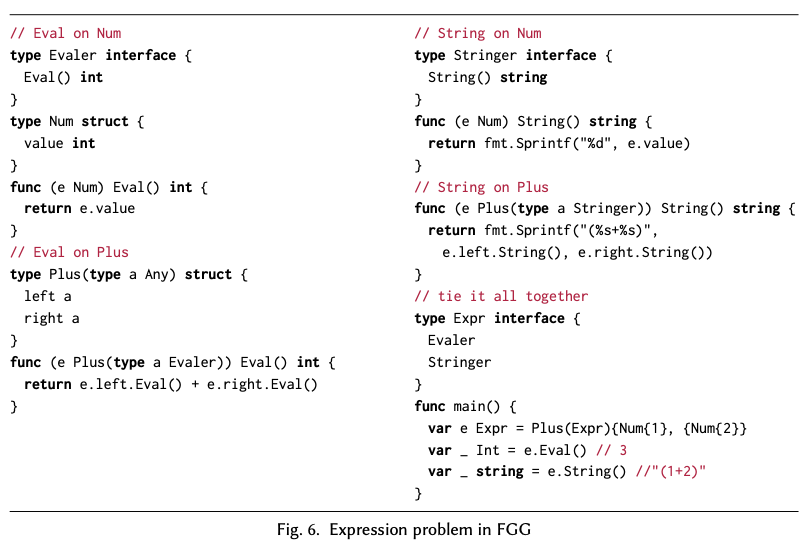 // Eval on Num
type Evaler interface {
  Eval() int
}
type Num struct {
  value int
}
func (e Num) Eval() int {
  return e.value
}
// Eval on Plus
type Plus(type a Any) struct {
  left a
  right a
}
func (e Plus(type a Evaler)) Eval() int {
  return e.left.Eval() + e.right.Eval()
}
// String on Num
type Stringer interface {
  String() string
}
func (e Num) String() string {
  return fmt.Sprintf("%d", e.value)
}
// String on Plus
func (e Plus(type a Stringer)) String() string {
  return fmt.Sprintf("(%s+%s)",
    e.left.String(), e.right.String())
}
// tie it all together
type Expr interface {
  Evaler
  Stringer
}
func main() {
  var e Expr = Plus(Expr){Num{1}, {Num{2}}
  var _ Int = e.Eval() // 3
  var _ string = e.String() //"(1+2)"
}
Fig. 6. Expression problem in FGG